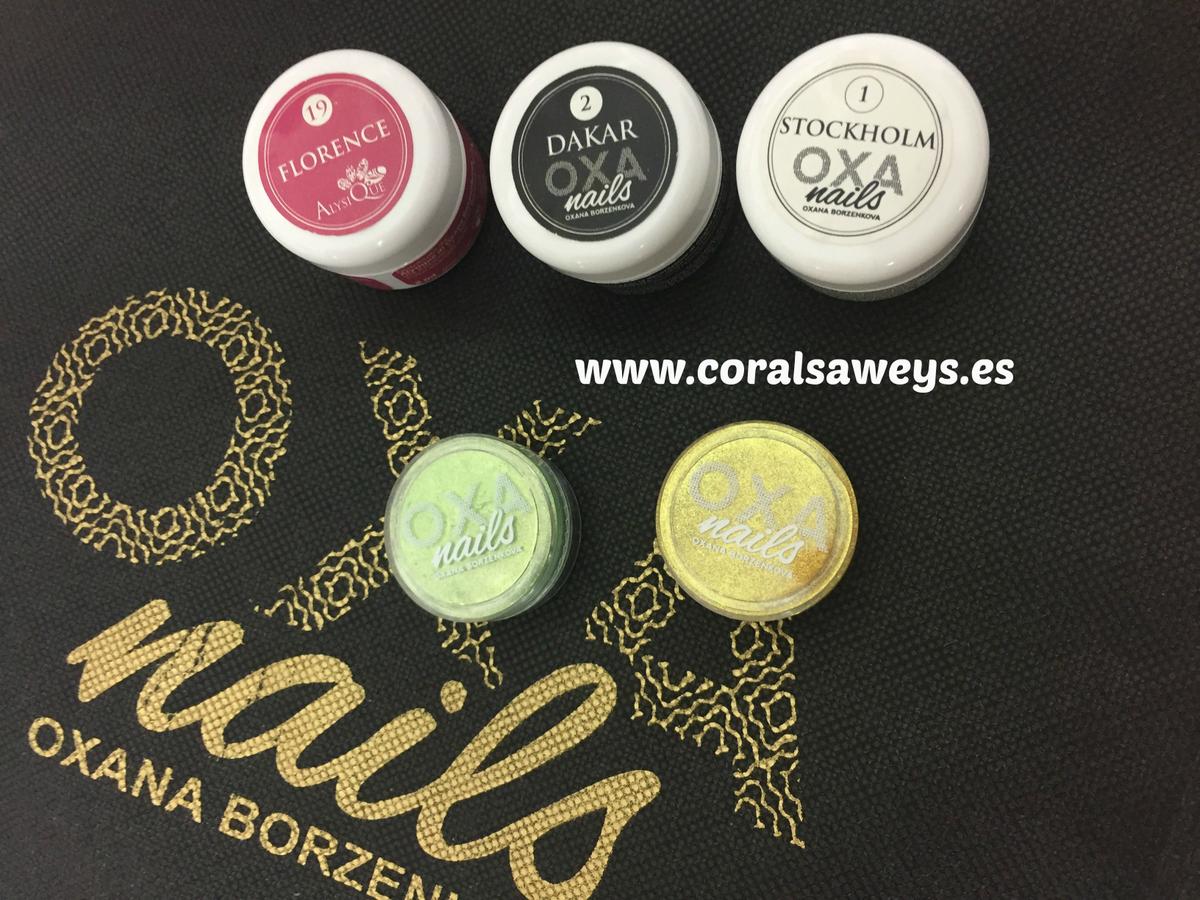 19
FLORENCE
ALYSIQUE
2
DAKAR
OXA
nails
OXANA BORZENKOVA
1
STOCKHOLM
OXA
nails
OXANA BORZENKOVA
www.coralsaweys.es
OXA
nails
OXANA BORZENKOVA
OXA
nails
OXANA BORZENKOVA
OXA
nails
OXANA BORZEN